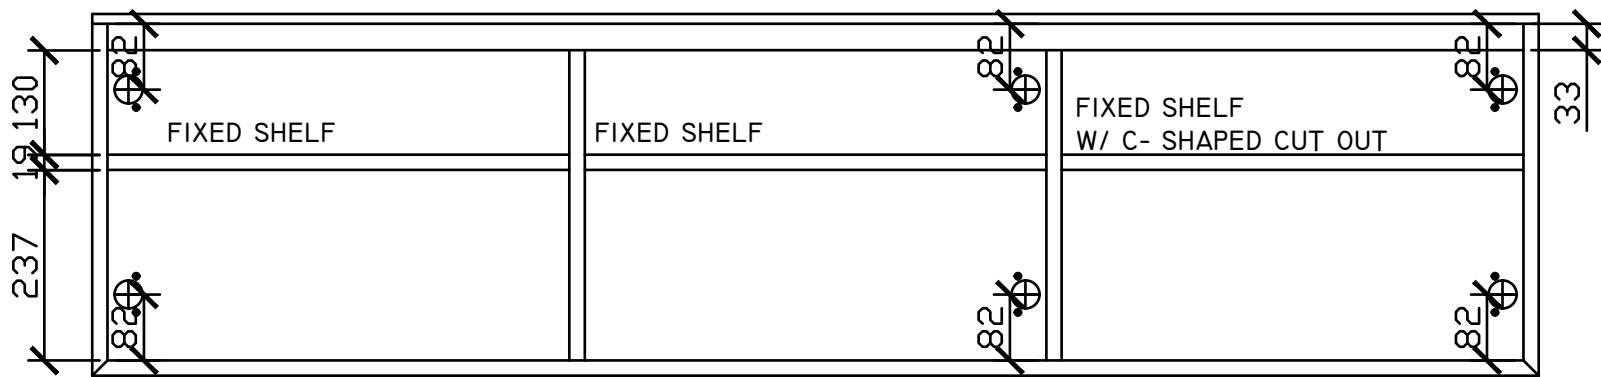 82
82
82
130
33
FIXED SHELF
FIXED SHELF
FIXED SHELF
W/ C- SHAPED CUT OUT
19
237
82
82
82